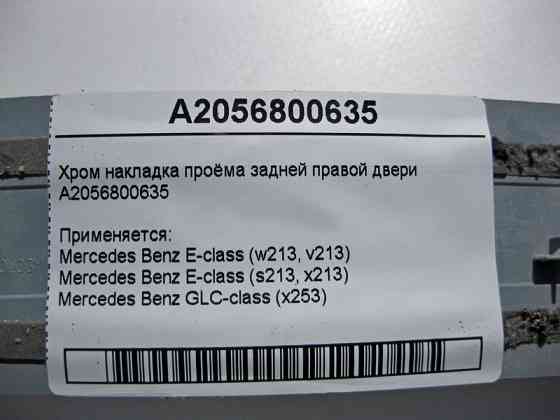 A2056800635
Хром накладка проёма задней правой двери
A2056800635
Применяется:
Mercedes Benz E-class (w213, v213)
Mercedes Benz E-class (s213, x213)
Mercedes Benz GLC-class (x253)